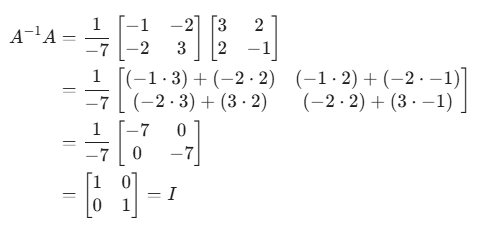 $A^{-1}A = \frac{1}{-7}\begin{bmatrix}-1 & -2\\-2 & 3\end{bmatrix}\begin{bmatrix}3 & 2\\2 & -1\end{bmatrix}$
$= \frac{1}{-7}\begin{bmatrix}(-1\cdot 3)+(-2\cdot 2) & (-1\cdot 2)+(-2\cdot -1)\\(-2\cdot 3)+(3\cdot 2) & (-2\cdot 2)+(3\cdot -1)\end{bmatrix}$
$= \frac{1}{-7}\begin{bmatrix}-7 & 0\\0 & -7\end{bmatrix}$
$= \begin{bmatrix}1 & 0\\0 & 1\end{bmatrix} = I$